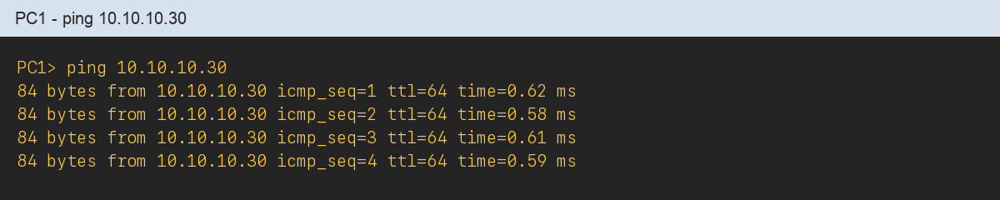 PC1 - ping 10.10.10.30
PC1> ping 10.10.10.30
84 bytes from 10.10.10.30 icmp_seq=1 ttl=64 time=0.62 ms
84 bytes from 10.10.10.30 icmp_seq=2 ttl=64 time=0.58 ms
84 bytes from 10.10.10.30 icmp_seq=3 ttl=64 time=0.61 ms
84 bytes from 10.10.10.30 icmp_seq=4 ttl=64 time=0.59 ms